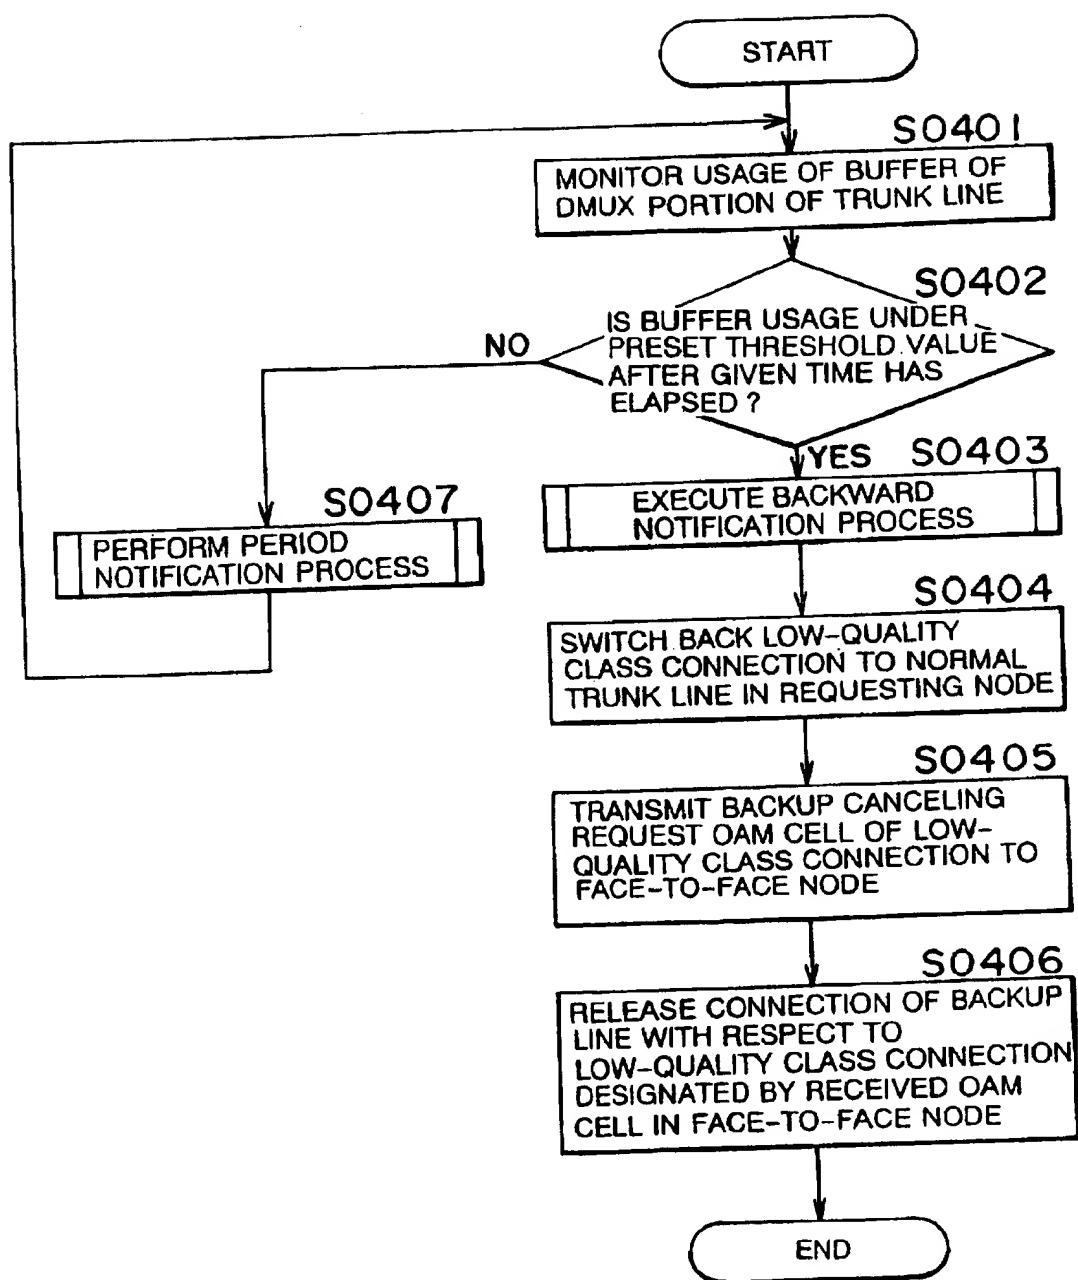 START
S0401
MONITOR USAGE OF BUFFER OF
DMUX PORTION OF TRUNK LINE
S0402
IS BUFFER USAGE UNDER
PRESET THRESHOLD VALUE
AFTER GIVEN TIME HAS
ELAPSED ?
NO
YES
S0403
EXECUTE BACKWARD
NOTIFICATION PROCESS
S0407
PERFORM PERIOD
NOTIFICATION PROCESS
S0404
SWITCH BACK LOW-QUALITY
CLASS CONNECTION TO NORMAL
TRUNK LINE IN REQUESTING NODE
S0405
TRANSMIT BACKUP CANCELING
REQUEST OAM CELL OF LOW-
QUALITY CLASS CONNECTION TO
FACE-TO-FACE NODE
S0406
RELEASE CONNECTION OF BACKUP
LINE WITH RESPECT TO
LOW-QUALITY CLASS CONNECTION
DESIGNATED BY RECEIVED OAM
CELL IN FACE-TO-FACE NODE
END